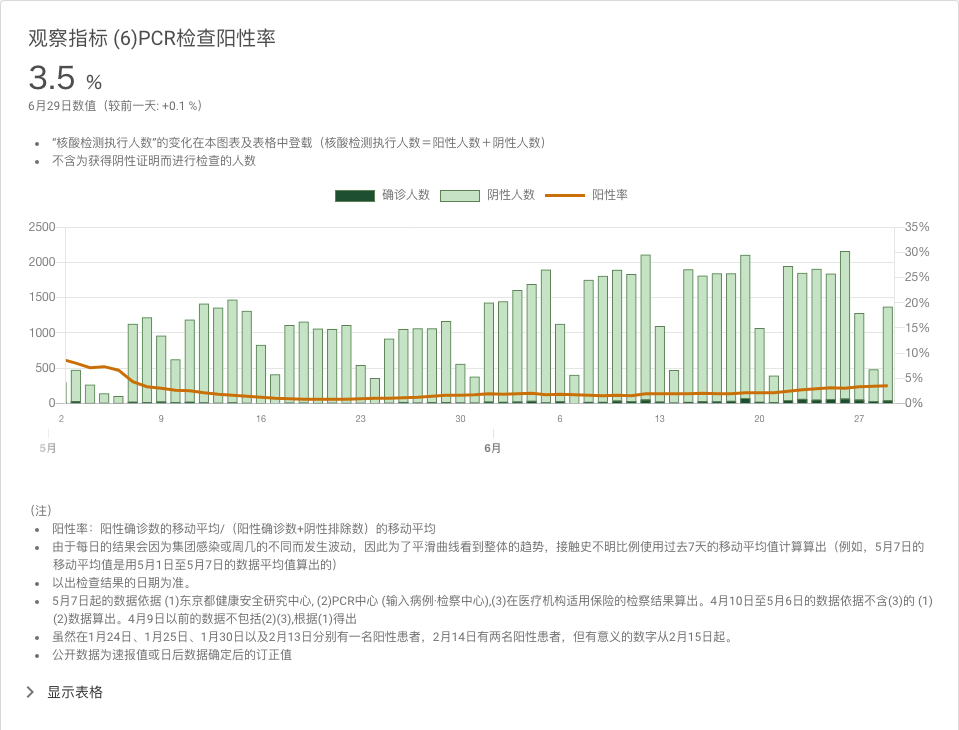 观察指标 (6)PCR检查阳性率
3.5 %
6月29日数值（较前一天: +0.1 %）
“核酸检测执行人数”的变化在本图表及表格中登载（核酸检测执行人数＝阳性人数＋阴性人数）
不含为获得阴性证明而进行检查的人数
确诊人数 阴性人数 阳性率
2500 35%
30%
2000
25%
1500 20%
1000 15%
10%
500
5%
0 0%
2 9 16 23 30 6 13 20 27
5月 6月
（注）
阳性率：阳性确诊数的移动平均/（阳性确诊数+阴性排除数）的移动平均
由于每日的结果会因为集团感染或周几的不同而发生波动，因此为了平滑曲线看到整体的趋势，接触史不明比例使用过去7天的移动平均值计算算出（例如，5月7日的
移动平均值是用5月1日至5月7日的数据平均值算出的）
以出检查结果的日期为准。
5月7日起的数据依据 (1)东京都健康安全研究中心, (2)PCR中心 (输入病例·检察中心),(3)在医疗机构适用保险的检察结果算出。4月10日至5月6日的数据依据不含(3)的 (1)
(2)数据算出。4月9日以前的数据不包括(2)(3),根据(1)得出
虽然在1月24日、1月25日、1月30日以及2月13日分别有一名阳性患者，2月14日有两名阳性患者，但有意义的数字从2月15日起。
公开数据为速报值或日后数据确定后的订正值
显示表格